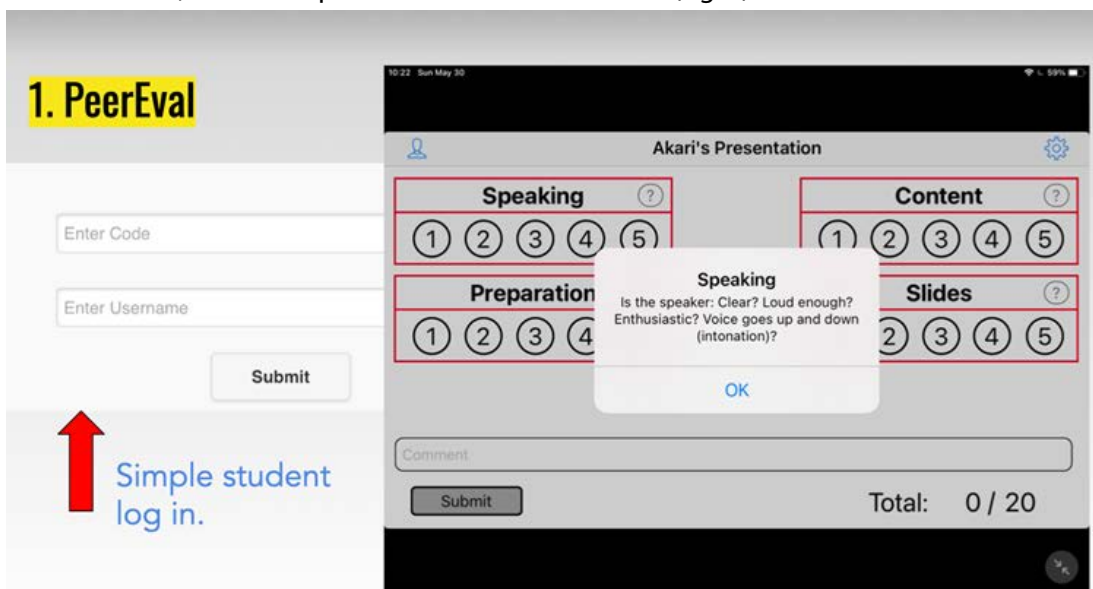 1. PeerEval
Enter Code
Enter Username
Submit
Simple student
log in.
10:22 Sun May 30
59%
Akari's Presentation
Speaking ?
1 2 3 4 5
Content ?
1 2 3 4 5
Preparation
1 2 3 4
Slides ?
2 3 4 5
Speaking
Is the speaker: Clear? Loud enough?
Enthusiastic? Voice goes up and down
(intonation)?
OK
Comment
Submit
Total: 0 / 20